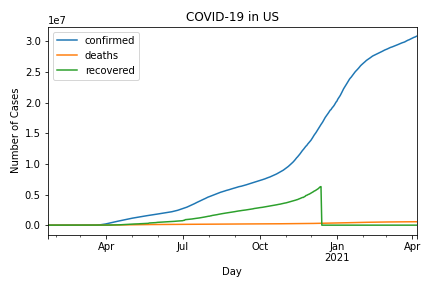 COVID-19 in US
1e7
confirmed
deaths
recovered
Number of Cases
3.0
2.5
2.0
1.5
1.0
0.5
0.0
Apr
Jul
Oct
Jan
2021
Apr
Day